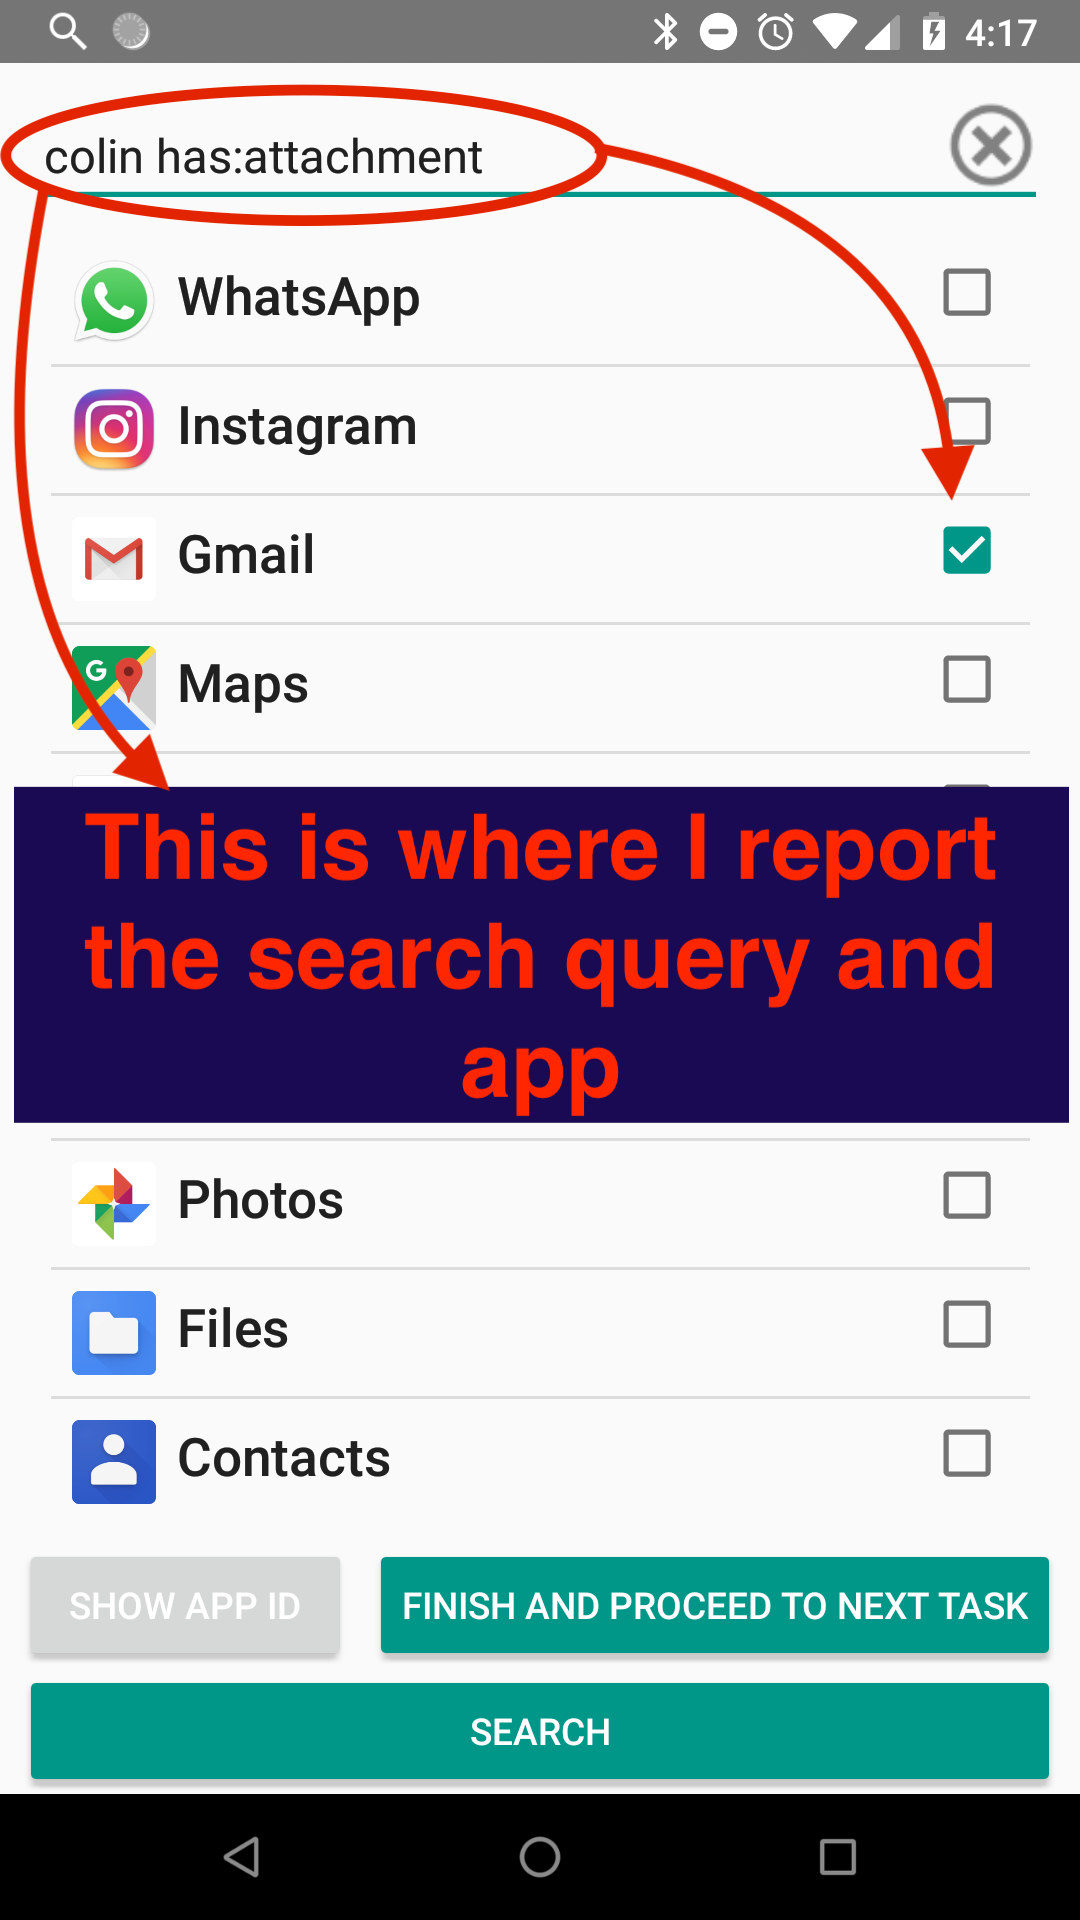 4:17
colin has:attachment
WhatsApp
Instagram
Gmail
G
Maps
This is where I report
the search query and
app
Photos
Files
Contacts
SHOW APP ID
FINISH AND PROCEED TO NEXT TASK
SEARCH